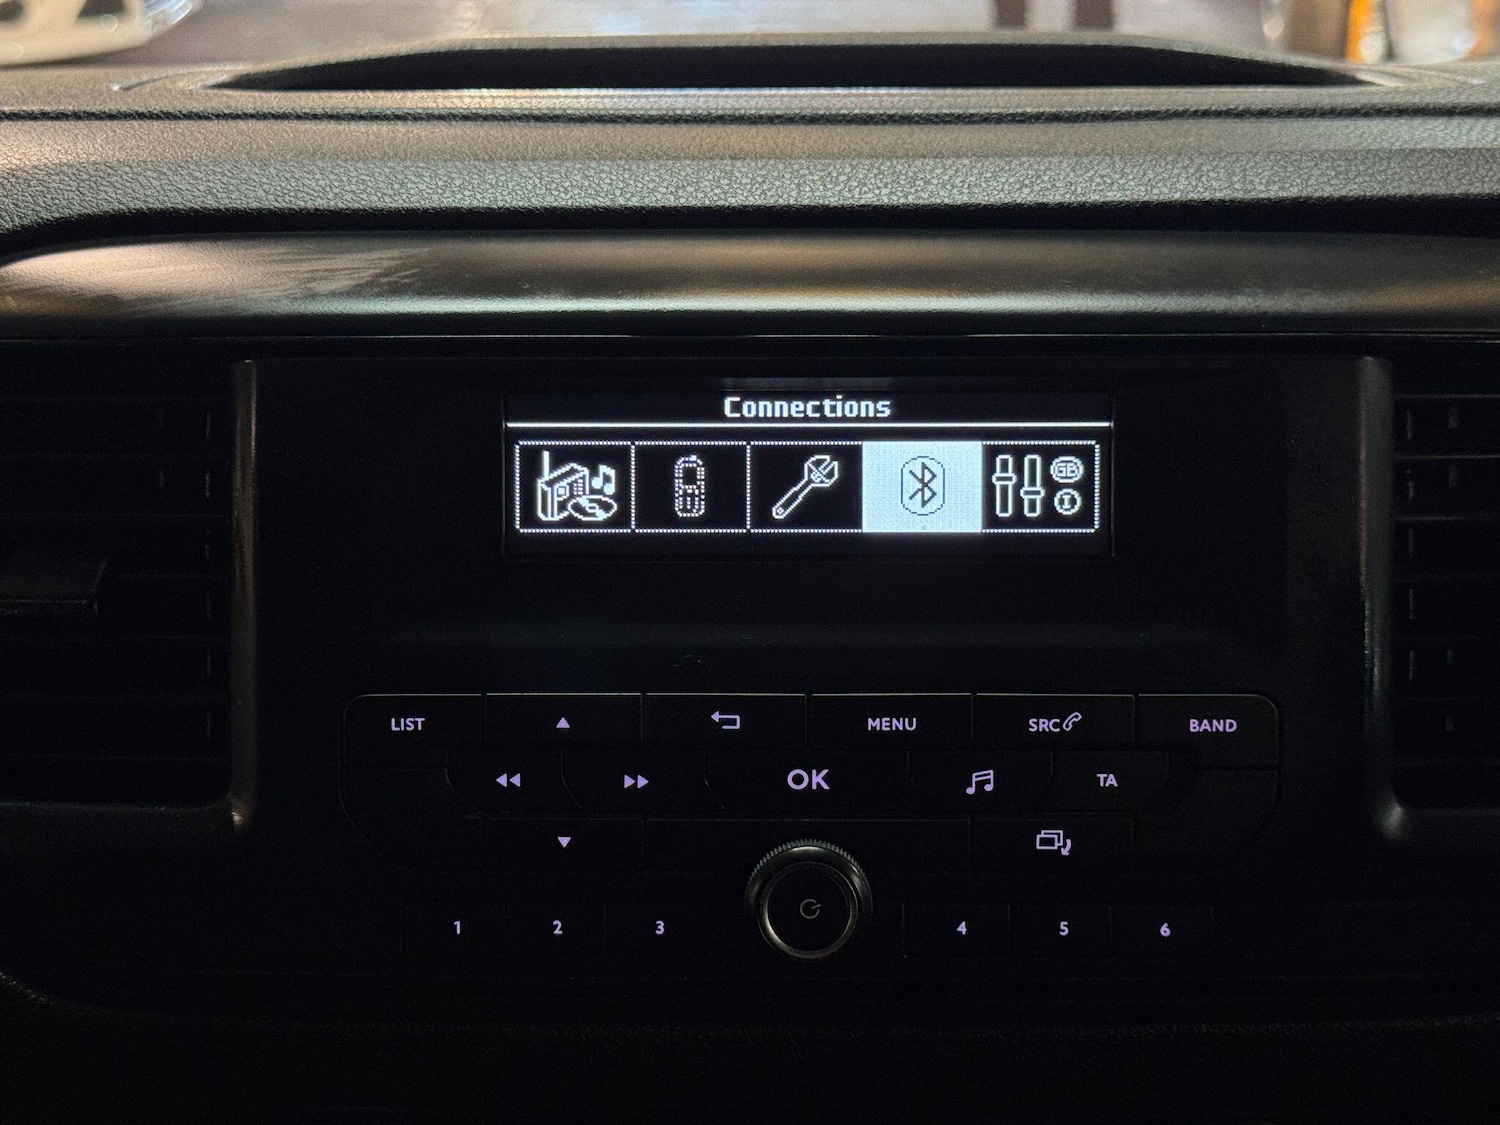 Connections
GB
I
LIST
MENU
SRC
BAND
OK
TA
1 2 3 4 5 6